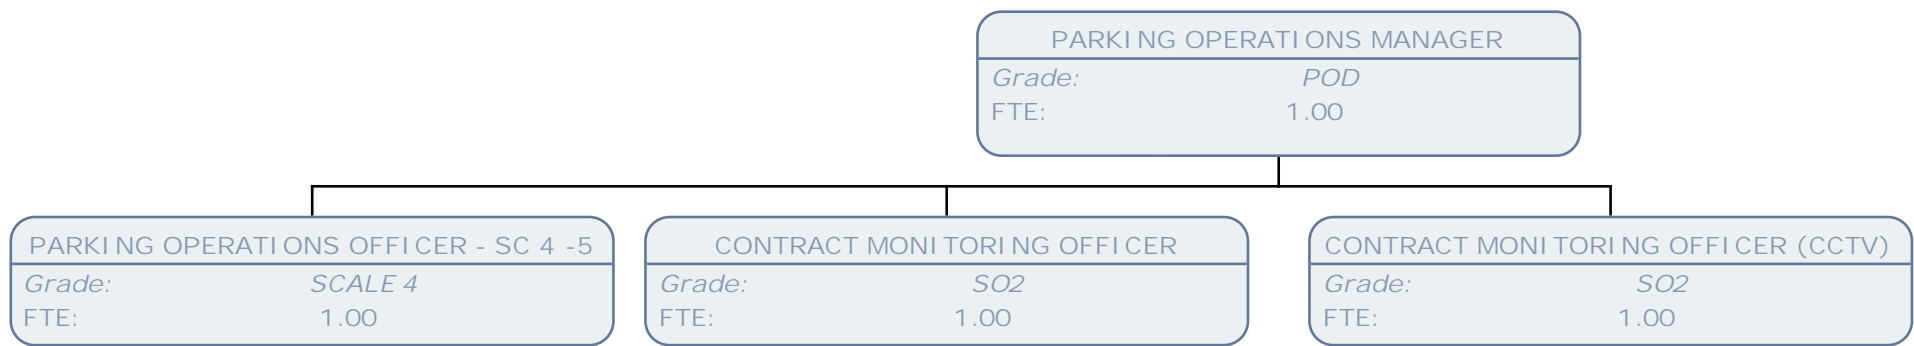 PARKING OPERATIONS MANAGER
Grade: POD
FTE: 1.00
PARKING OPERATIONS OFFICER - SC 4 -5
Grade: SCALE 4
FTE: 1.00
CONTRACT MONITORING OFFICER
Grade: SO2
FTE: 1.00
CONTRACT MONITORING OFFICER (CCTV)
Grade: SO2
FTE: 1.00